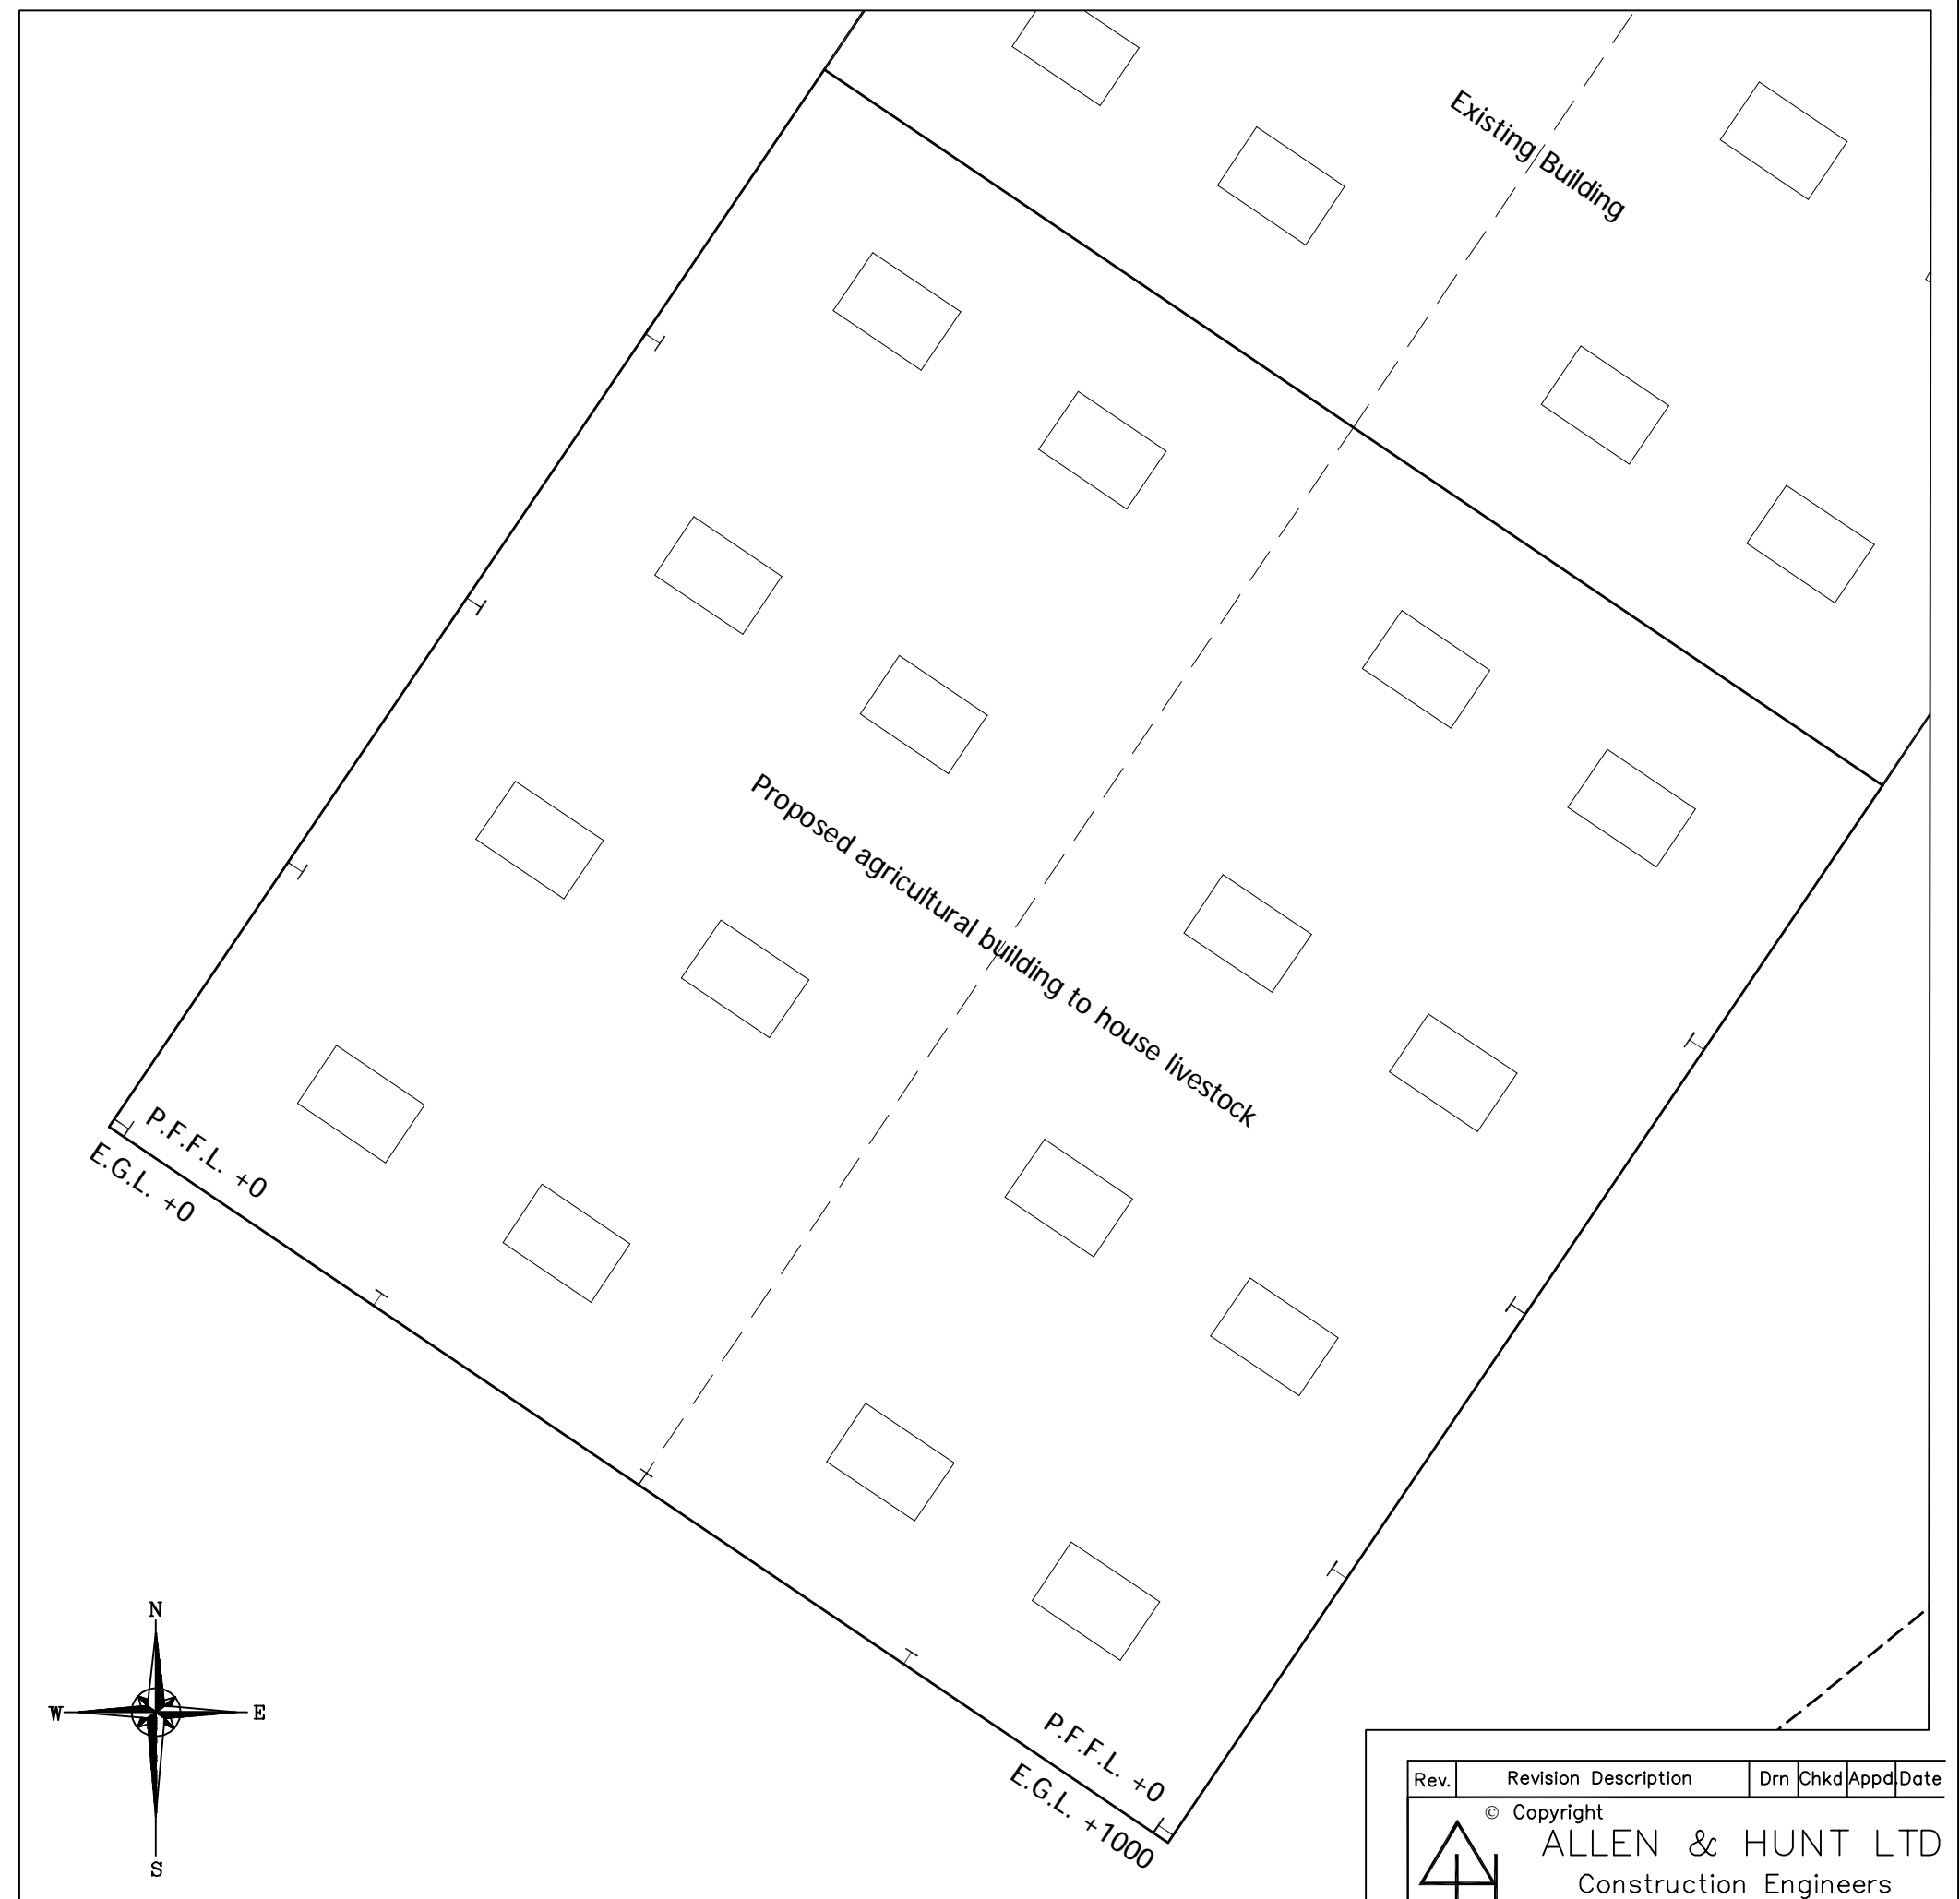 Existing Building
Proposed agricultural building to house livestock
P.F.F.L. +0
E.G.L. +0
N
W
E
S
P.F.F.L. +0
E.G.L. +1000
Rev. Revision Description Drn Chkd Appd. Date
© Copyright
ALLEN & HUNT LTD
Construction Engineers